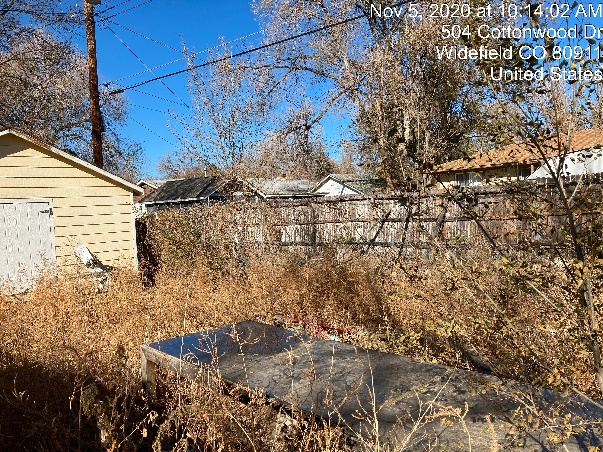 Nov 5, 2020 at 10:14:02 AM
504 Cottonwood Dr
Widefield CO 80911
United States